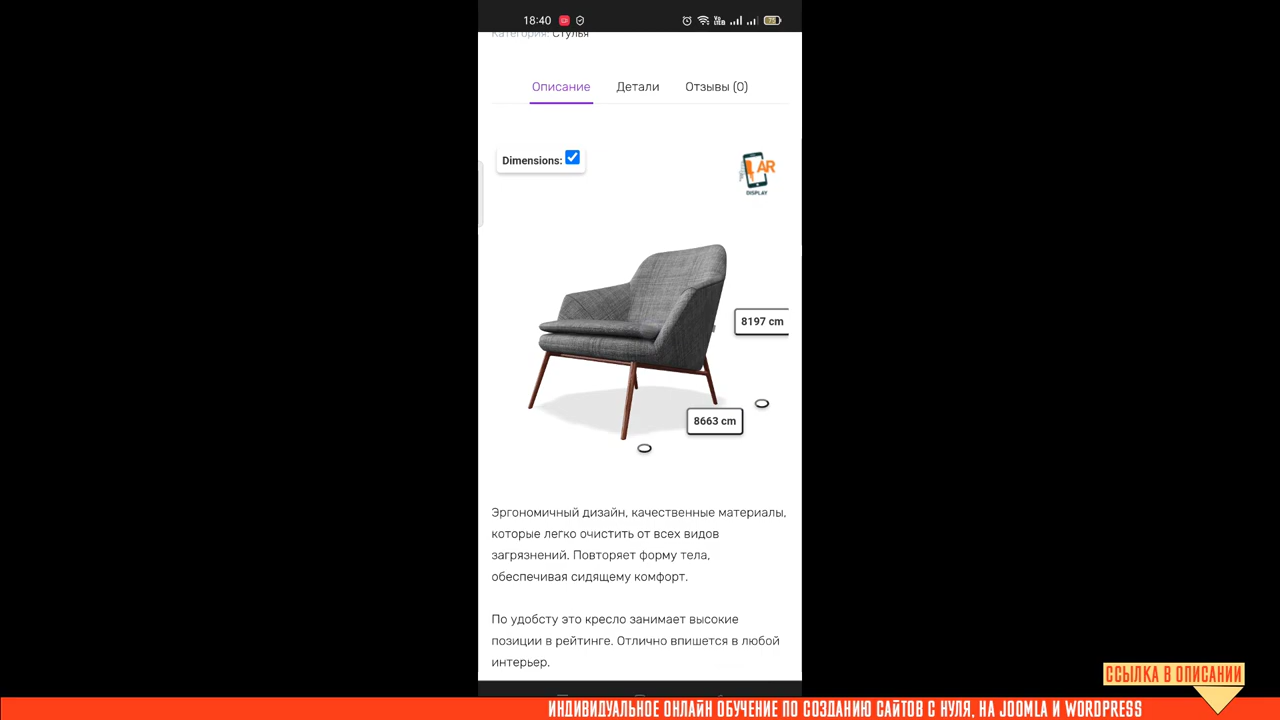 18:40
75
Категория: Стулья
Описание Детали Отзывы (0)
Dimensions:
AR
DISPLAY
8197 cm
8663 cm
Эргономичный дизайн, качественные материалы,
которые легко очистить от всех видов
загрязнений. Повторяет форму тела,
обеспечивая сидящему комфорт.
По удобсту это кресло занимает высокие
позиции в рейтинге. Отлично впишется в любой
интерьер.
ССЫЛКА В ОПИСАНИИ
ИНДИВИДУАЛЬНОЕ ОНЛАЙН ОБУЧЕНИЕ ПО СОЗДАНИЮ САЙТОВ С НУЛЯ, НА JOOMLA И WORDPRESS